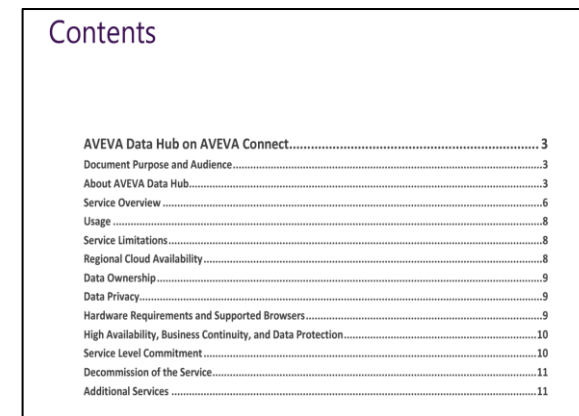 Contents
AVEVA Data Hub on AVEVA Connect.......................................................................... 3
Document Purpose and Audience..............................................................................................3
About AVEVA Data Hub..............................................................................................................3
Service Overview ........................................................................................................................6
Usage ...........................................................................................................................................8
Service Limitations......................................................................................................................8
Regional Cloud Availability.........................................................................................................8
Data Ownership...........................................................................................................................9
Data Privacy.................................................................................................................................9
Hardware Requirements and Supported Browsers...................................................................9
High Availability, Business Continuity, and Data Protection....................................................10
Service Level Commitment.......................................................................................................10
Decommission of the Service....................................................................................................11
Additional Services ...................................................................................................................11